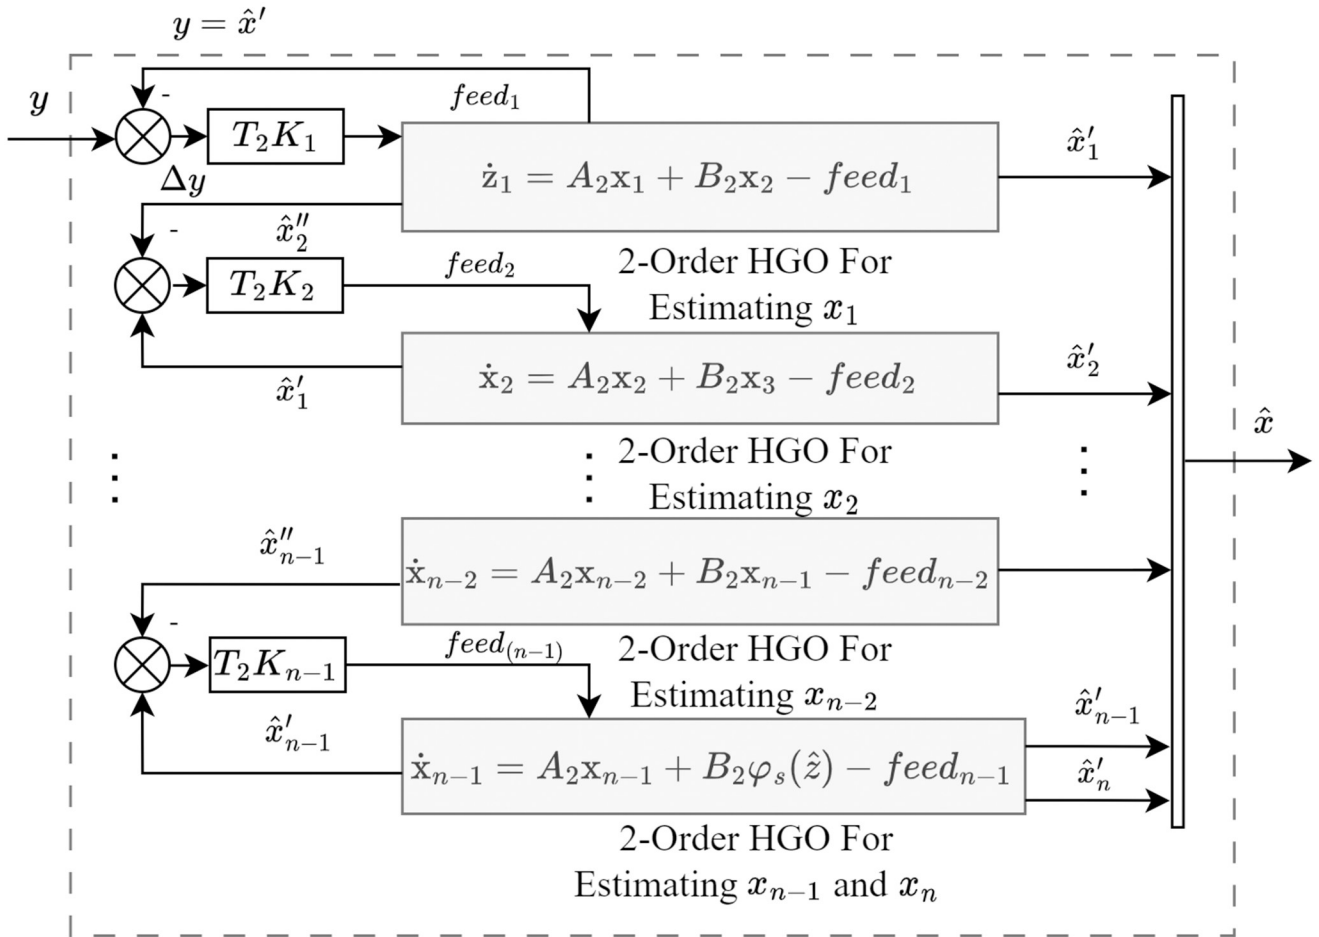 y = x̂′
y
-
feed₁
T₂K₁
ż₁ = A₂x₁ + B₂x₂ − feed₁
x̂′₁
Δy
-
x̂″₂
2-Order HGO For
Estimating x₁
feed₂
T₂K₂
ẋ₂ = A₂x₂ + B₂x₃ − feed₂
x̂′₂
x̂′₁
x̂
2-Order HGO For
Estimating x₂
⋮ ⋮ ⋮
x̂″ₙ₋₁
ẋₙ₋₂ = A₂xₙ₋₂ + B₂xₙ₋₁ − feedₙ₋₂
-
feed₍ₙ₋₁₎
2-Order HGO For
Estimating xₙ₋₂
T₂Kₙ₋₁
x̂′ₙ₋₁
x̂′ₙ₋₁
ẋₙ₋₁ = A₂xₙ₋₁ + B₂φₛ(ẑ) − feedₙ₋₁
x̂′ₙ
2-Order HGO For
Estimating xₙ₋₁ and xₙ